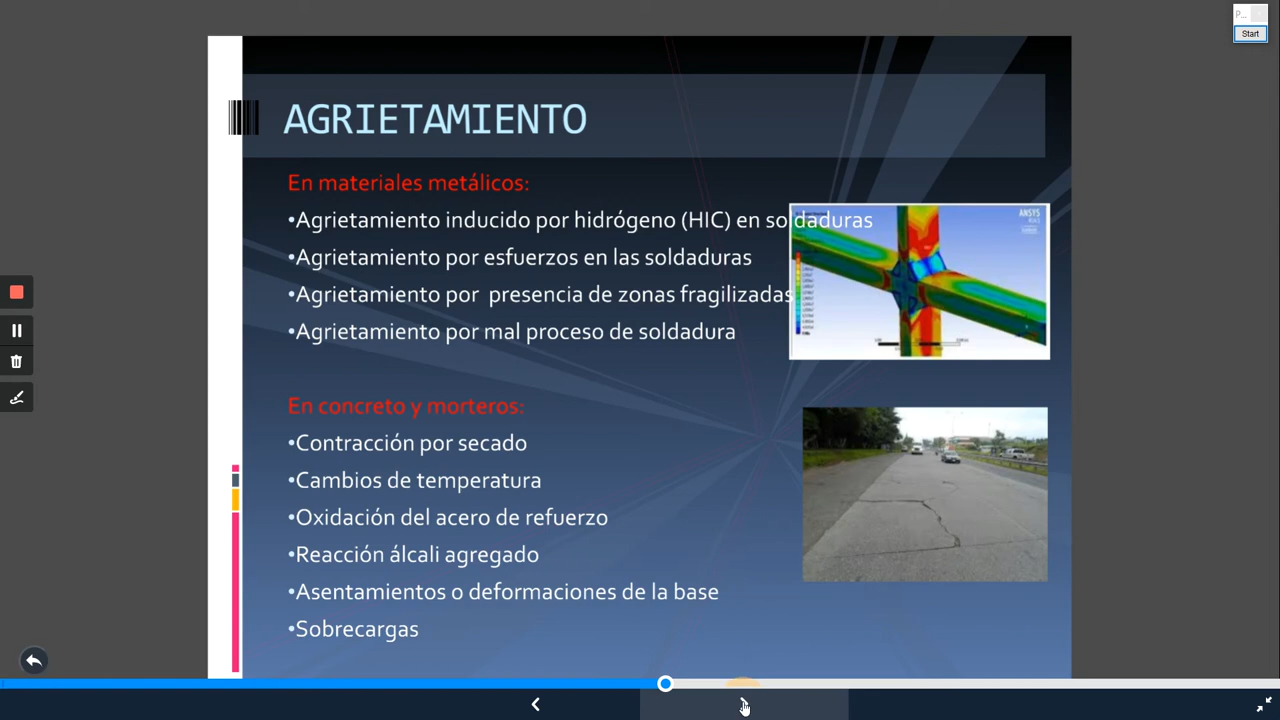 P...
Start
AGRIETAMIENTO
En materiales metálicos:
•Agrietamiento inducido por hidrógeno (HIC) en soldaduras
•Agrietamiento por esfuerzos en las soldaduras
•Agrietamiento por  presencia de zonas fragilizadas
•Agrietamiento por mal proceso de soldadura
ANSYS
En concreto y morteros:
•Contracción por secado
•Cambios de temperatura
•Oxidación del acero de refuerzo
•Reacción álcali agregado
•Asentamientos o deformaciones de la base
•Sobrecargas